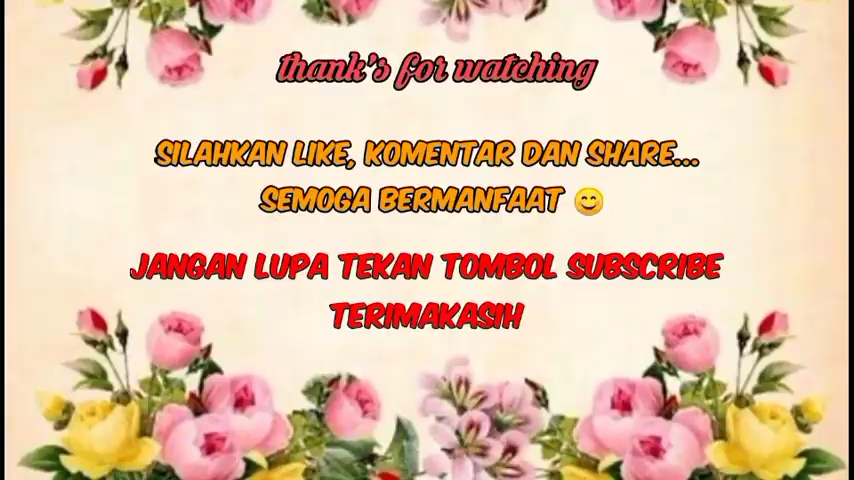 thank's for watching
SILAHKAN LIKE, KOMENTAR DAN SHARE...
SEMOGA BERMANFAAT 😊
JANGAN LUPA TEKAN TOMBOL SUBSCRIBE
TERIMAKASIH